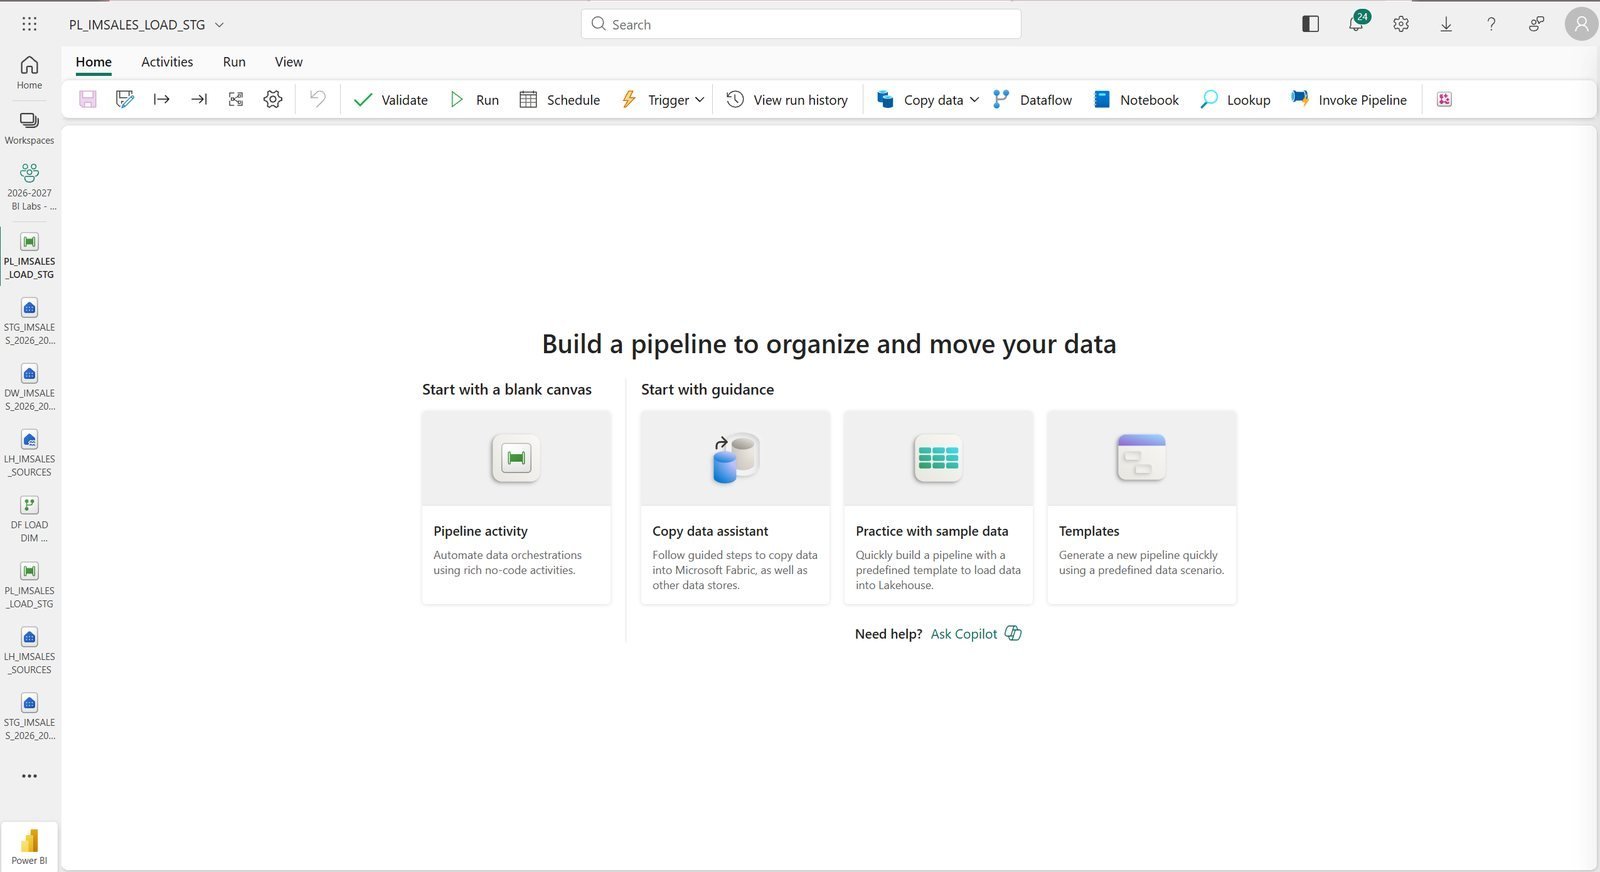 PL_IMSALES_LOAD_STG
Search
24
Home
Activities
Run
View
Validate
Run
Schedule
Trigger
View run history
Copy data
Dataflow
Notebook
Lookup
Invoke Pipeline
Home
Workspaces
2026-2027
BI Labs - ...
PL_IMSALES
_LOAD_STG
STG_IMSALE
S_2026_20...
DW_IMSALE
S_2026_20...
LH_IMSALES
_SOURCES
DF LOAD
DIM ...
PL_IMSALES
_LOAD_STG
LH_IMSALES
_SOURCES
STG_IMSALE
S_2026_20...
Power BI
Build a pipeline to organize and move your data
Start with a blank canvas
Start with guidance
Pipeline activity
Automate data orchestrations
using rich no-code activities.
Copy data assistant
Follow guided steps to copy data
into Microsoft Fabric, as well as
other data stores.
Practice with sample data
Quickly build a pipeline with a
predefined template to load data
into Lakehouse.
Templates
Generate a new pipeline quickly
using a predefined data scenario.
Need help? Ask Copilot